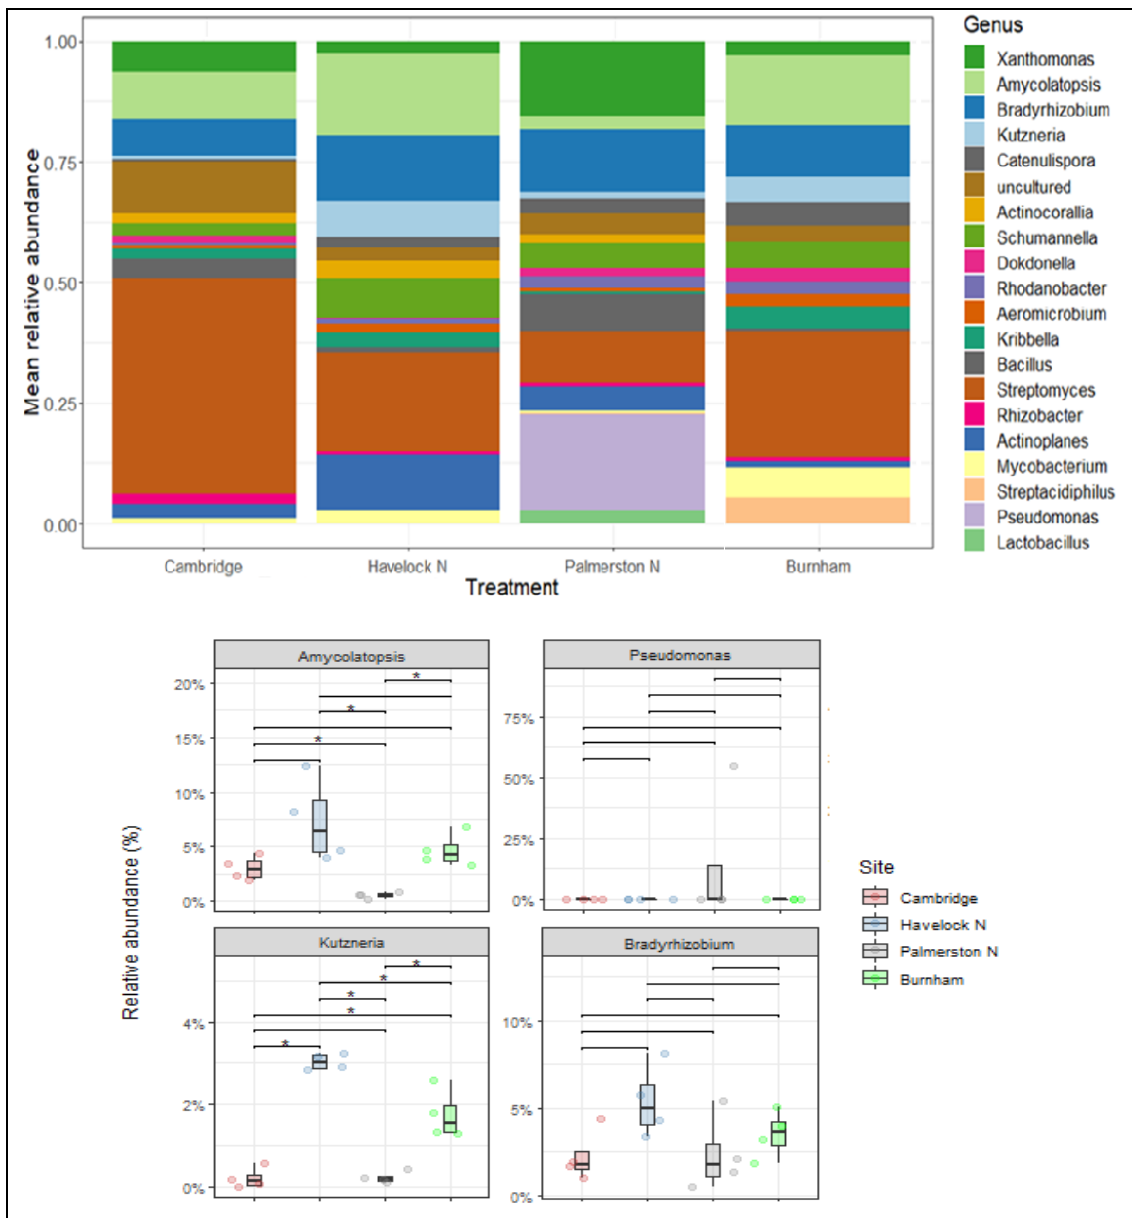 Genus
1.00
0.75
0.50
0.25
0.00
Mean relative abundance
Xanthomonas
Amycolatopsis
Bradyrhizobium
Kutzneria
Catenulispora
uncultured
Actinocorallia
Schumannella
Dokdonella
Rhodanobacter
Aeromicrobium
Kribbella
Bacillus
Streptomyces
Rhizobacter
Actinoplanes
Mycobacterium
Streptacidiphilus
Pseudomonas
Lactobacillus
Cambridge Havelock N Palmerston N Burnham
Treatment
Relative abundance (%)
Amycolatopsis
20%
15%
10%
5%
0%
*
*
*
Pseudomonas
75%
50%
25%
0%
Kutzneria
4%
2%
0%
*
*
*
*
*
Bradyrhizobium
10%
5%
0%
Site
Cambridge
Havelock N
Palmerston N
Burnham